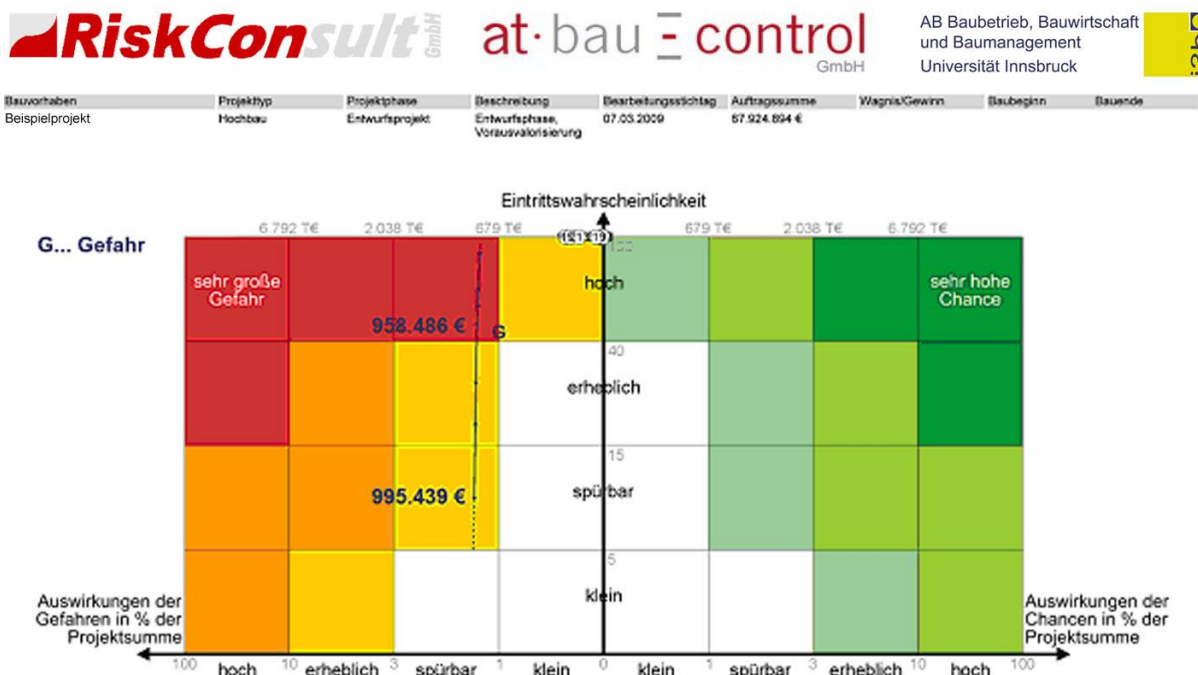 RiskConsult GmbH
at·bau - control
GmbH
AB Baubetrieb, Bauwirtschaft
und Baumanagement
Universität Innsbruck
Bauvorhaben Projekttyp Projektphase Beschreibung Bearbeitungsstichtag Auftragssumme Wagnis/Gewinn Baubeginn Bauende
Beispielprojekt Hochbau Entwurfsprojekt Entwurfsphase, 07.03.2009 67.924.894 €
Vorausvalorisierung
Eintrittswahrscheinlichkeit
6.792 T€ 2.038 T€ 679 T€ 679 T€ 2.038 T€ 6.792 T€
G... Gefahr
100
sehr große
Gefahr
hoch
sehr hohe
Chance
958.486 € G
40
erheblich
15
995.439 €
spürbar
5
klein
Auswirkungen der
Gefahren in % der
Projektsumme
Auswirkungen der
Chancen in % der
Projektsumme
100 hoch 10 erheblich 3 spürbar 1 klein 0 klein 1 spürbar 3 erheblich 10 hoch 100